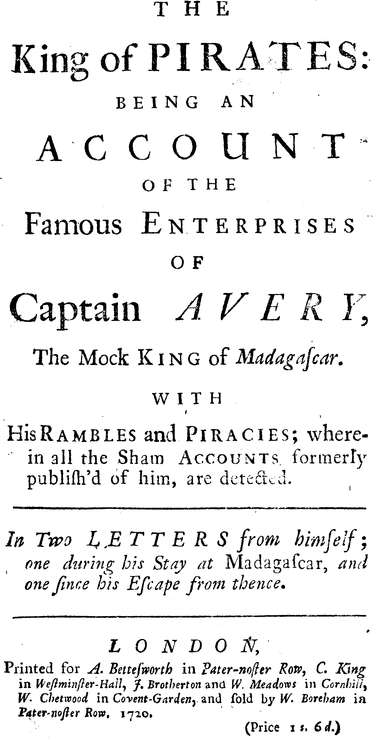 THE
King of PIRATES:
BEING AN
ACCOUNT
OF THE
Famous ENTERPRISES
OF
Captain AVERY,
The Mock KING of Madagaſcar.
WITH
His RAMBLES and PIRACIES; where-
in all the Sham ACCOUNTS formerly
publiſh'd of him, are detected.
In Two LETTERS from himſelf;
one during his Stay at Madagaſcar, and
one ſince his Eſcape from thence.
LONDON,
Printed for A. Betteſworth in Pater-noſter Row, C. King
in Weſtminſter-Hall, J. Brotherton and W. Meadows in Cornhill,
W. Chetwood in Covent-Garden, and ſold by W. Boreham in
Pater-noſter Row. 1720.
(Price 1s. 6d.)